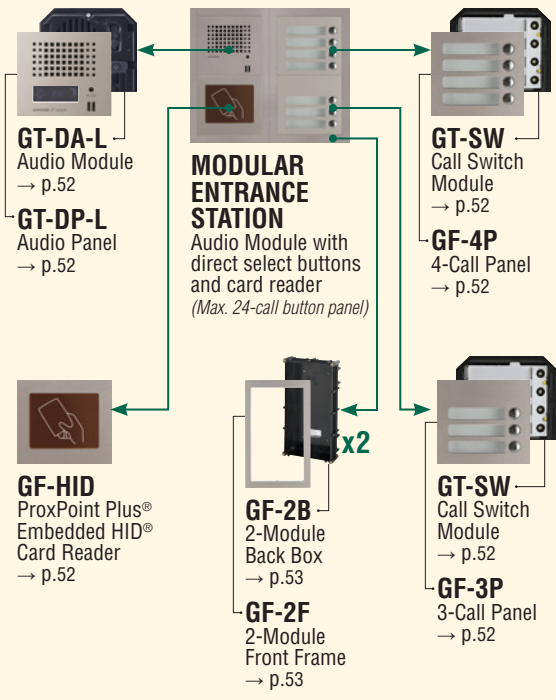 GT-DA-L
Audio Module
→ p.52
GT-DP-L
Audio Panel
→ p.52
MODULAR
ENTRANCE
STATION
Audio Module with
direct select buttons
and card reader
(Max. 24-call button panel)
GT-SW
Call Switch
Module
→ p.52
GF-4P
4-Call Panel
→ p.52
GF-HID
ProxPoint Plus®
Embedded HID®
Card Reader
→ p.52
x2
GF-2B
2-Module
Back Box
→ p.53
GF-2F
2-Module
Front Frame
→ p.53
GT-SW
Call Switch
Module
→ p.52
GF-3P
3-Call Panel
→ p.52